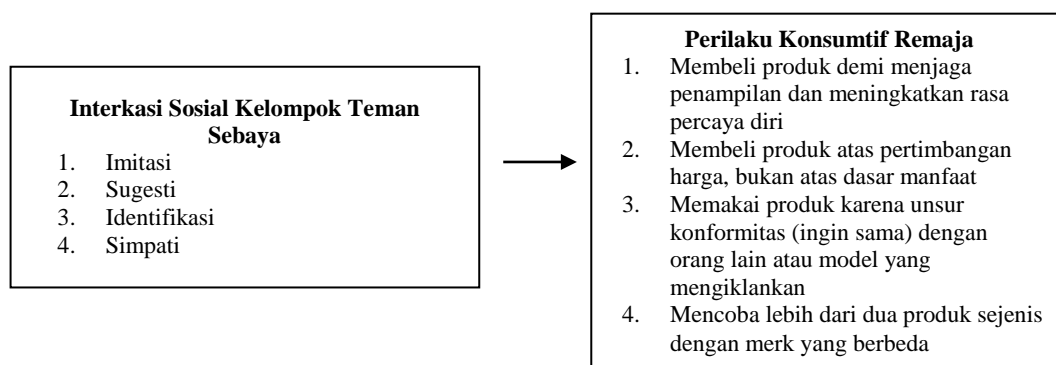 Interkasi Sosial Kelompok Teman
Sebaya
1. Imitasi
2. Sugesti
3. Identifikasi
4. Simpati
Perilaku Konsumtif Remaja
1. Membeli produk demi menjaga
penampilan dan meningkatkan rasa
percaya diri
2. Membeli produk atas pertimbangan
harga, bukan atas dasar manfaat
3. Memakai produk karena unsur
konformitas (ingin sama) dengan
orang lain atau model yang
mengiklankan
4. Mencoba lebih dari dua produk sejenis
dengan merk yang berbeda